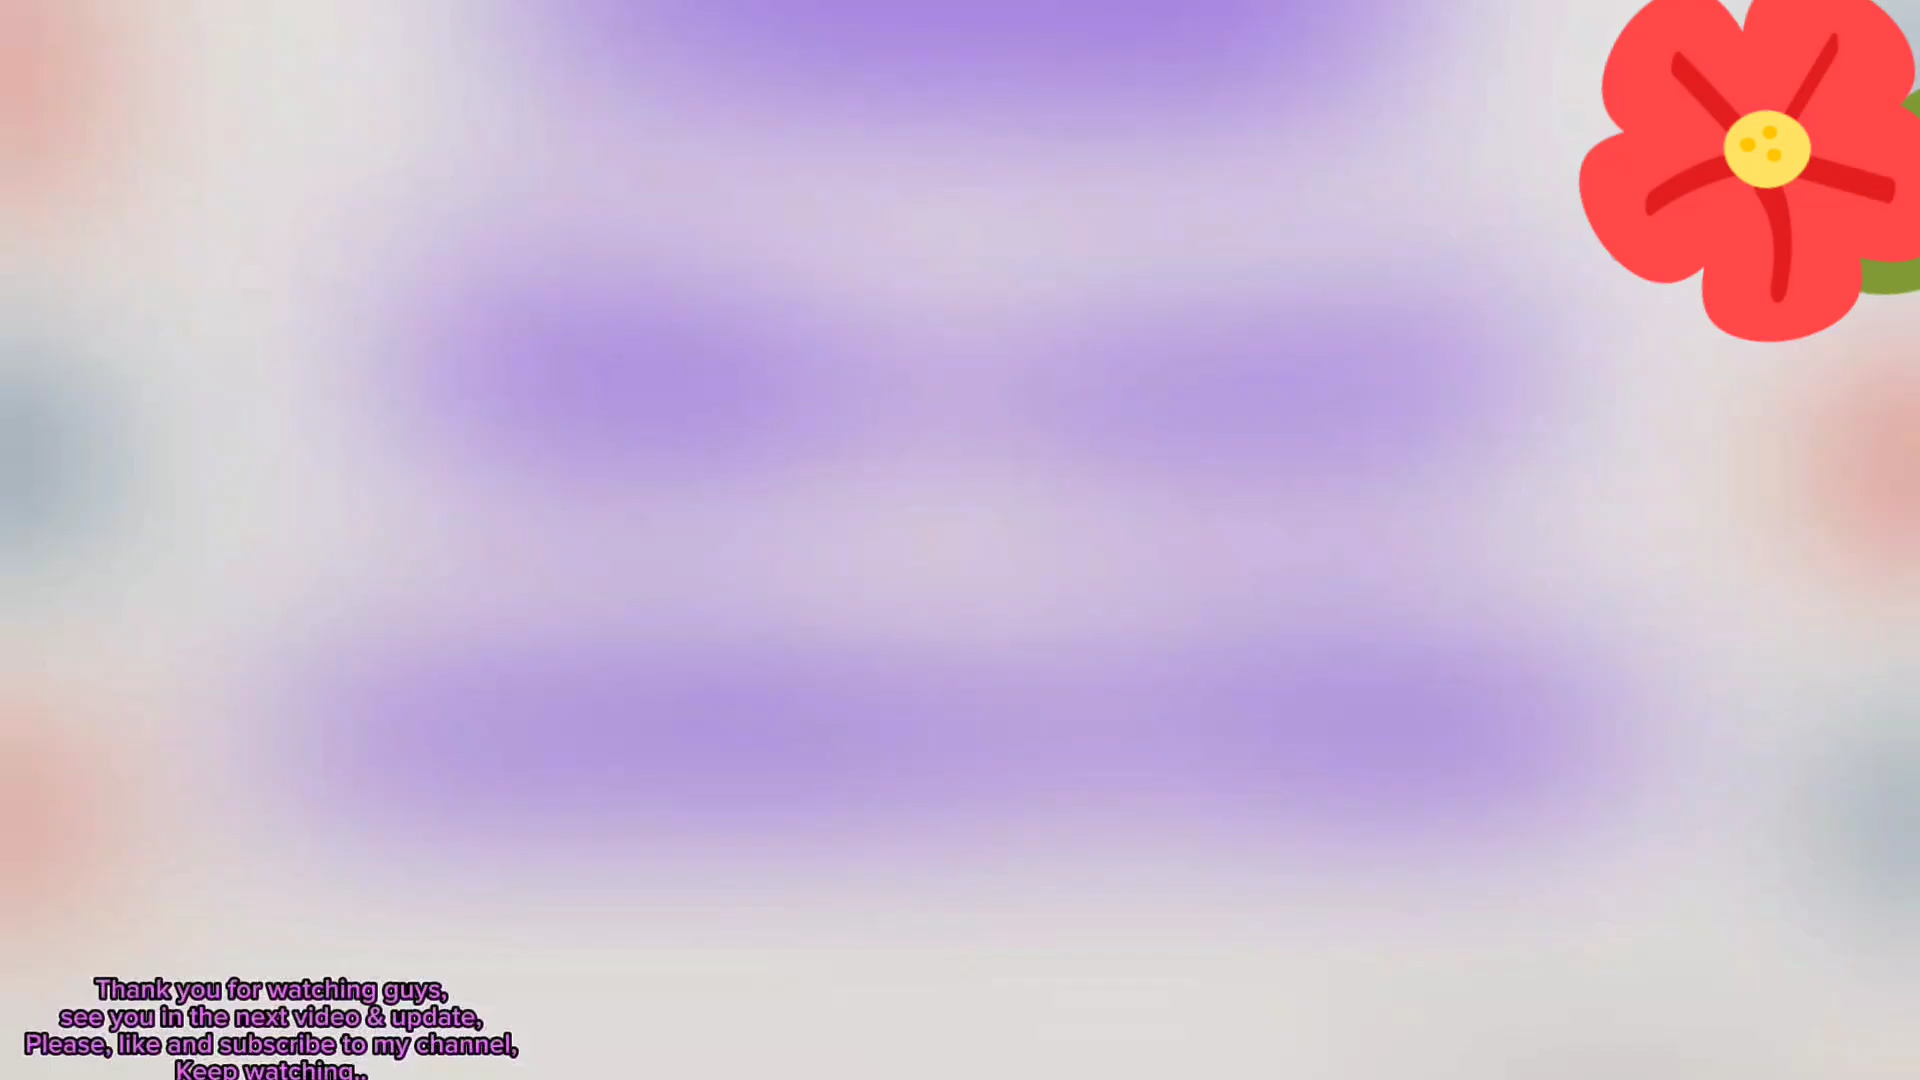 Thank you for watching guys,
see you in the next video & update,
Please, like and subscribe to my channel,
Keep watching..